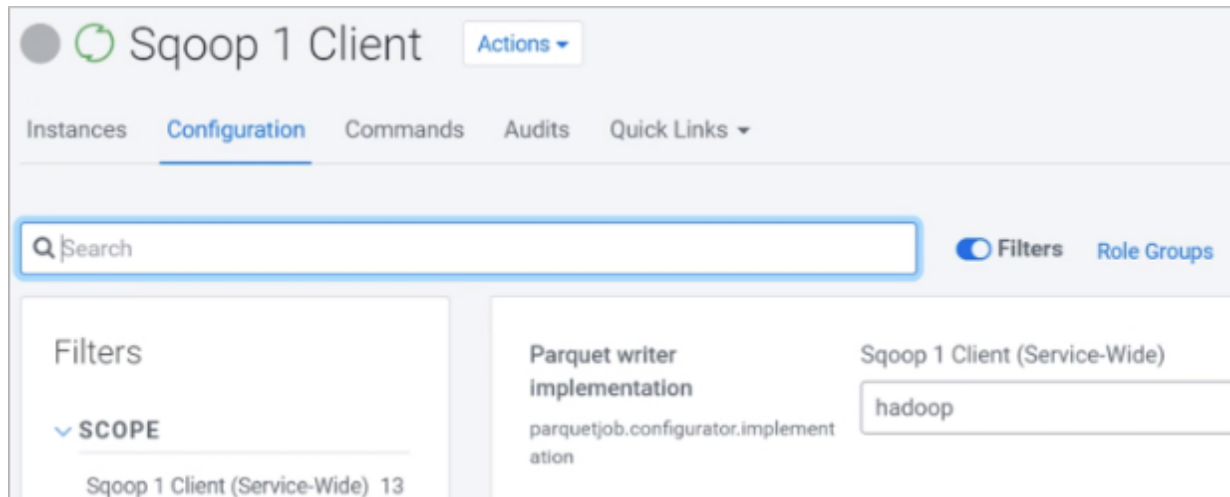 Sqoop 1 Client Actions
Instances Configuration Commands Audits Quick Links
Search
Filters Role Groups
Filters
SCOPE
Sqoop 1 Client (Service-Wide) 13
Parquet writer
implementation
parquetjob.configurator.implement
ation
Sqoop 1 Client (Service-Wide)
hadoop